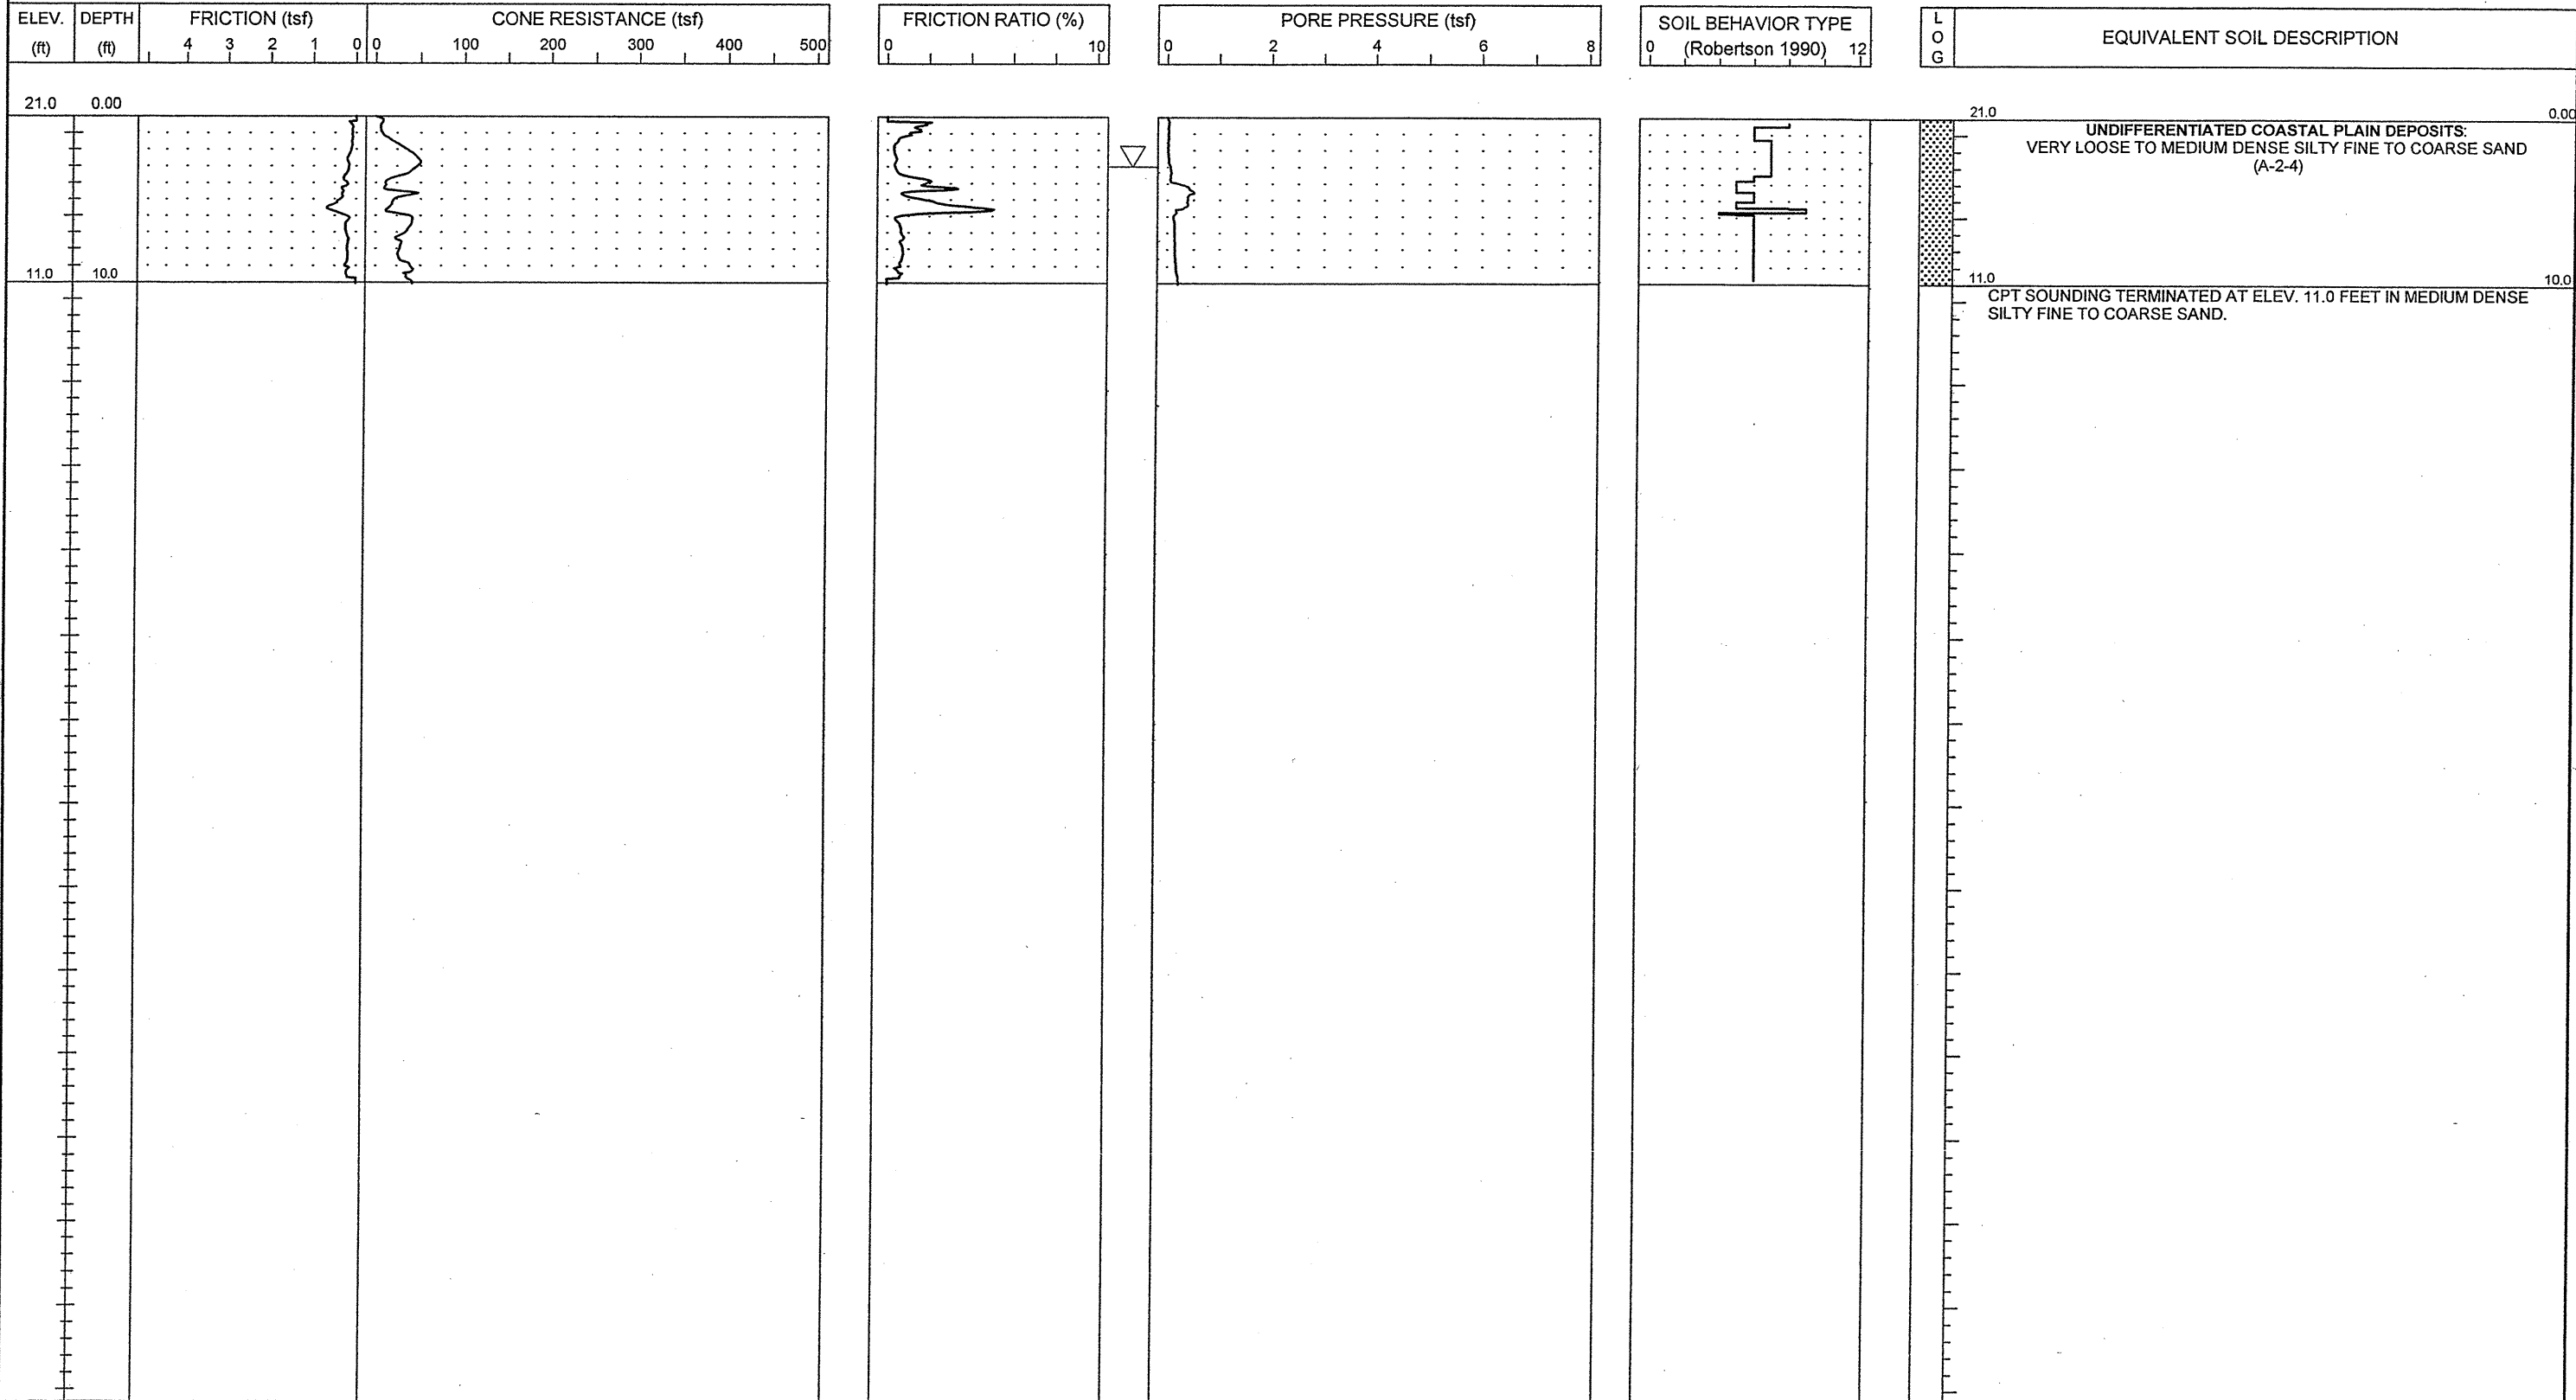 ELEV. DEPTH FRICTION (tsf) CONE RESISTANCE (tsf) FRICTION RATIO (%) PORE PRESSURE (tsf) SOIL BEHAVIOR TYPE L
(ft) (ft) 4 3 2 1 0 0 100 200 300 400 500 0 10 0 2 4 6 8 0 (Robertson 1990) 12 O EQUIVALENT SOIL DESCRIPTION
G
21.0 0.00
21.0 0.00
UNDIFFERENTIATED COASTAL PLAIN DEPOSITS:
VERY LOOSE TO MEDIUM DENSE SILTY FINE TO COARSE SAND
(A-2-4)
11.0 10.0
11.0 10.0
CPT SOUNDING TERMINATED AT ELEV. 11.0 FEET IN MEDIUM DENSE
SILTY FINE TO COARSE SAND.